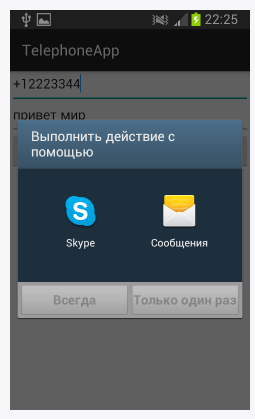 22:25
TelephoneApp
+12223344
привет мир
Выполнить действие с
помощью
Skype Сообщения
Всегда Только один раз